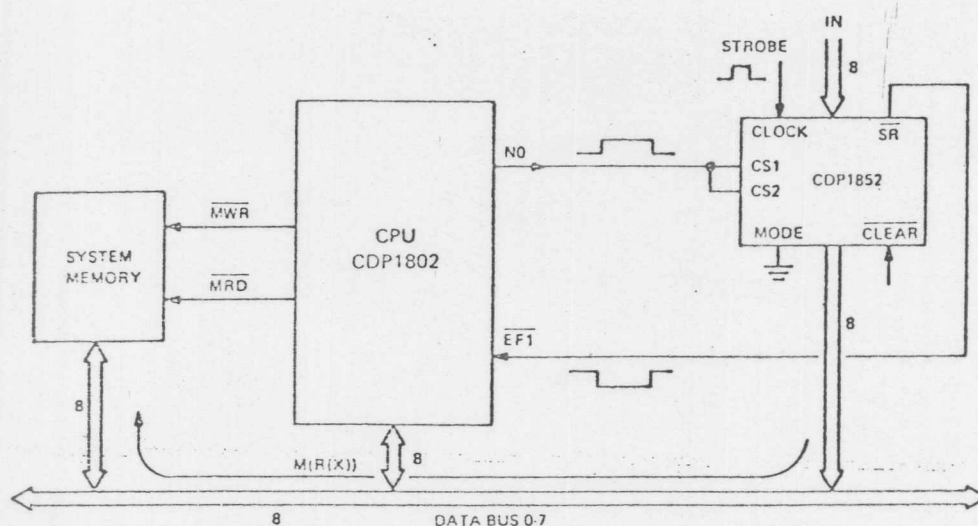 IN
STROBE
8
CLOCK
SR
N0
CS1
CS2
CDP1852
MODE
CLEAR
MWR
CPU
CDP1802
SYSTEM
MEMORY
MRD
8
EF1
8
M(R(X))
8
8
DATA BUS 0-7